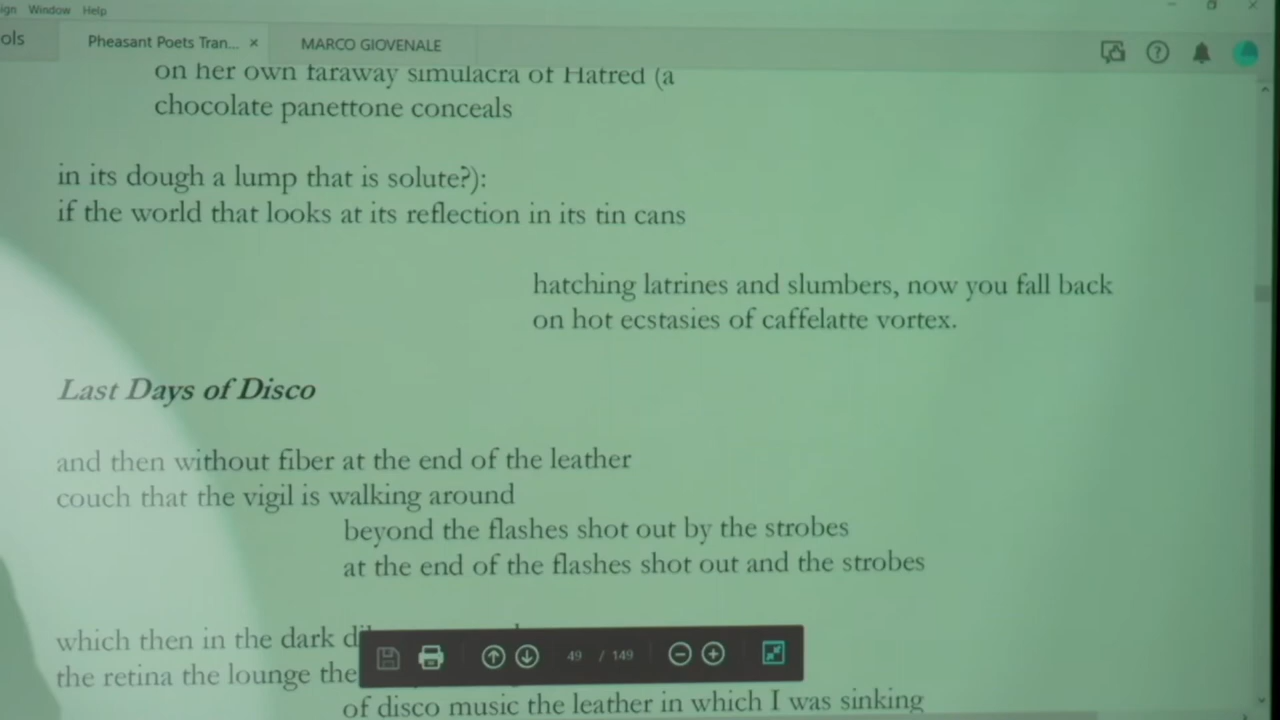 ign Window Help
ols
Pheasant Poets Tran... ×
MARCO GIOVENALE
on her own faraway simulacra of Hatred (a
chocolate panettone conceals
in its dough a lump that is solute?):
if the world that looks at its reflection in its tin cans
hatching latrines and slumbers, now you fall back
on hot ecstasies of caffelatte vortex.
Last Days of Disco
and then without fiber at the end of the leather
couch that the vigil is walking around
beyond the flashes shot out by the strobes
at the end of the flashes shot out and the strobes
which then in the dark
the retina the lounge the
49 / 149
of disco music the leather in which I was sinking